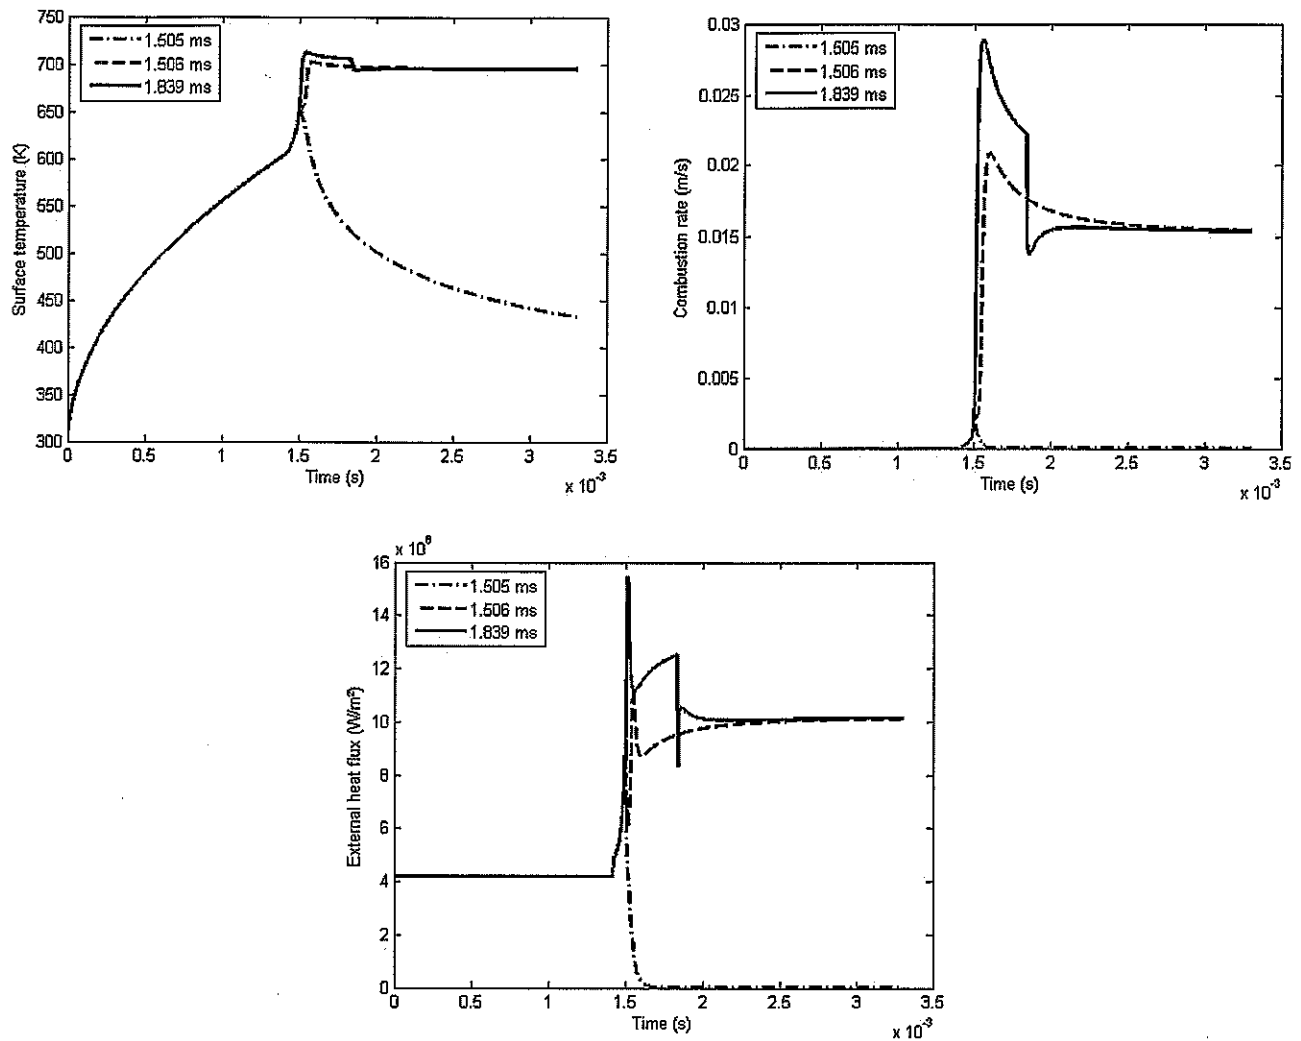 750
700
650
600
550
500
450
400
350
300
Surface temperature (K)
1.505 ms
1.506 ms
1.839 ms
0 0.5 1 1.5 2 2.5 3 3.5
Time (s)
x 10⁻³
0.03
0.025
0.02
0.015
0.01
0.005
0
Combustion rate (m/s)
1.505 ms
1.506 ms
1.839 ms
0 0.5 1 1.5 2 2.5 3 3.5
Time (s)
x 10⁻³
x 10⁶
16
14
12
10
8
6
4
2
0
External heat flux (W/m²)
1.505 ms
1.506 ms
1.839 ms
0 0.5 1 1.5 2 2.5 3 3.5
Time (s)
x 10⁻³